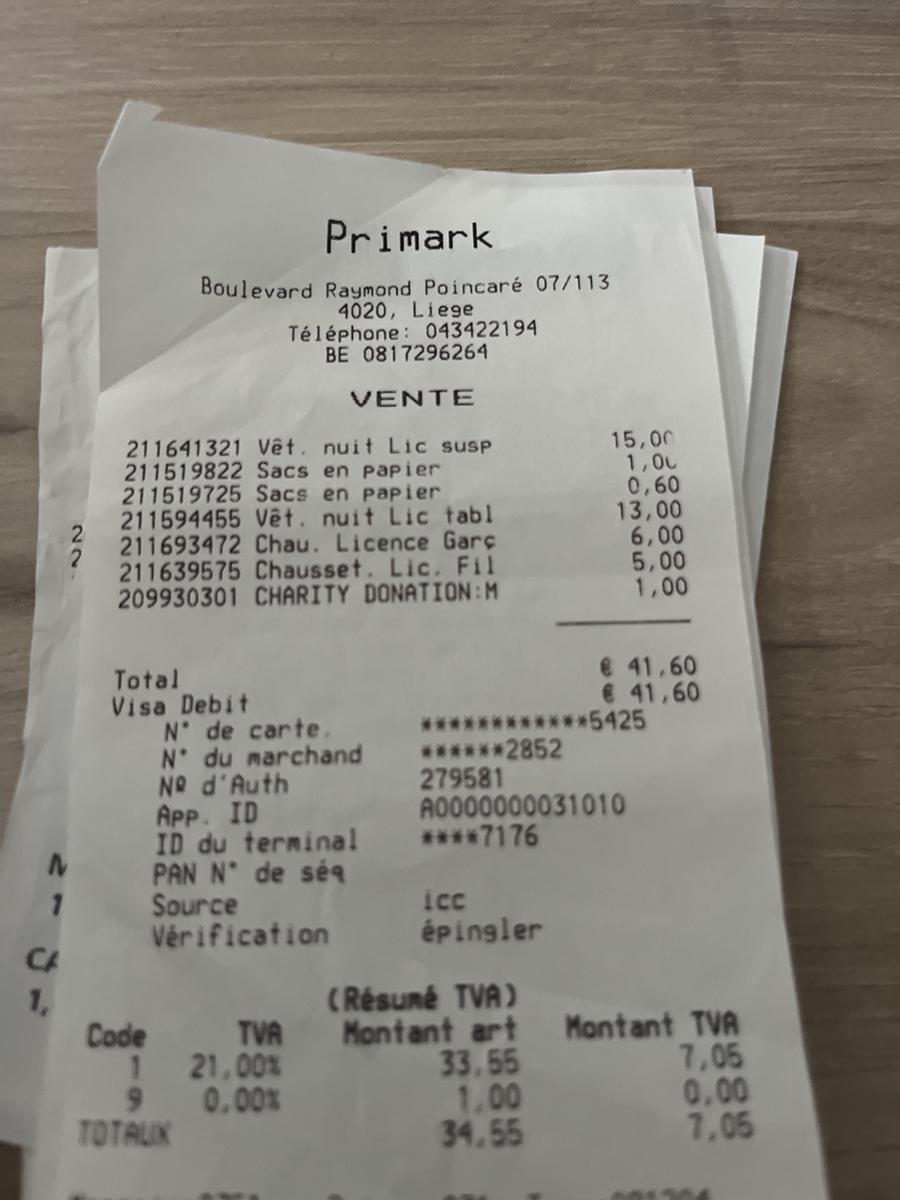 Primark
Boulevard Raymond Poincaré 07/113
4020, Liege
Téléphone: 043422194
BE 0817296264
VENTE
211641321 Vêt. nuit Lic susp 15,00
211519822 Sacs en papier 1,00
211519725 Sacs en papier 0,60
211594455 Vêt. nuit Lic tabl 13,00
211693472 Chau. Licence Garç 6,00
211639575 Chausset. Lic. Fil 5,00
209930301 CHARITY DONATION:M 1,00
Total € 41,60
Visa Debit € 41,60
N° de carte. ************5425
N° du marchand ******2852
Nº d'Auth 279581
App. ID A0000000031010
ID du terminal ****7176
PAN N° de séq
Source icc
Vérification épingler
(Résumé TVA)
Code TVA Montant art Montant TVA
1 21,00% 33,55 7,05
9 0,00% 1,00 0,00
TOTAUX 34,55 7,05